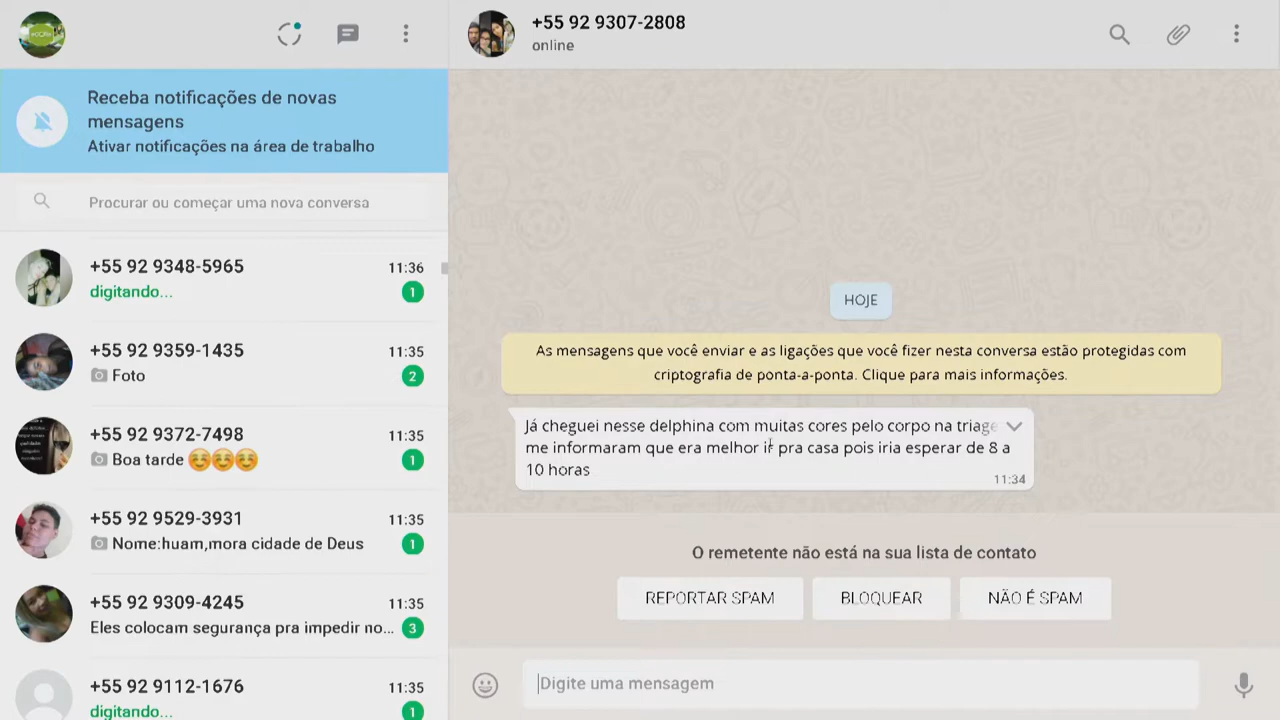 +55 92 9307-2808
online
Receba notificações de novas
mensagens
Ativar notificações na área de trabalho
Procurar ou começar uma nova conversa
+55 92 9348-5965
11:36
digitando...
1
+55 92 9359-1435
11:35
Foto
2
+55 92 9372-7498
11:35
Boa tarde ☺️☺️☺️
1
+55 92 9529-3931
11:35
Nome:huam,mora cidade de Deus
1
+55 92 9309-4245
11:35
Eles colocam segurança pra impedir no...
3
+55 92 9112-1676
11:35
digitando...
1
HOJE
As mensagens que você enviar e as ligações que você fizer nesta conversa estão protegidas com
criptografia de ponta-a-ponta. Clique para mais informações.
Já cheguei nesse delphina com muitas cores pelo corpo na triage
me informaram que era melhor ir pra casa pois iria esperar de 8 a
10 horas
11:34
O remetente não está na sua lista de contato
REPORTAR SPAM
BLOQUEAR
NÃO É SPAM
Digite uma mensagem